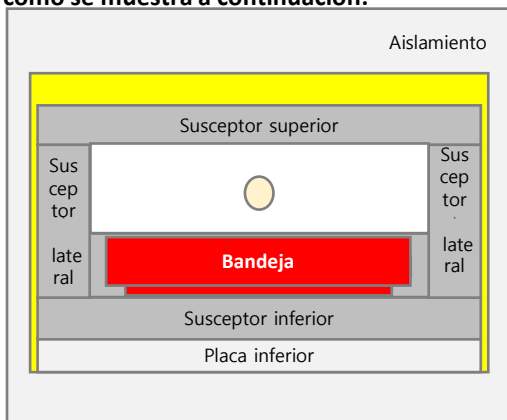 como se muestra a continuación:
Aislamiento
Susceptor superior
Sus
cep
tor
late
ral
Sus
cep
tor
late
ral
Bandeja
Susceptor inferior
Placa inferior